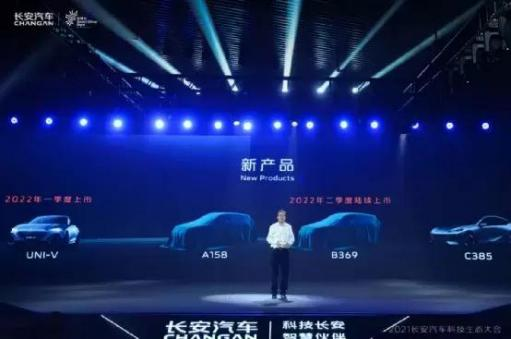 长安汽车
CHANGAN
新产品
New Products
2022年一季度上市
2022年二季度陆续上市
UNI-V
A158
B369
C385
2021长安汽车科技生态大会
长安汽车
CHANGAN
科技长安
智慧伙伴